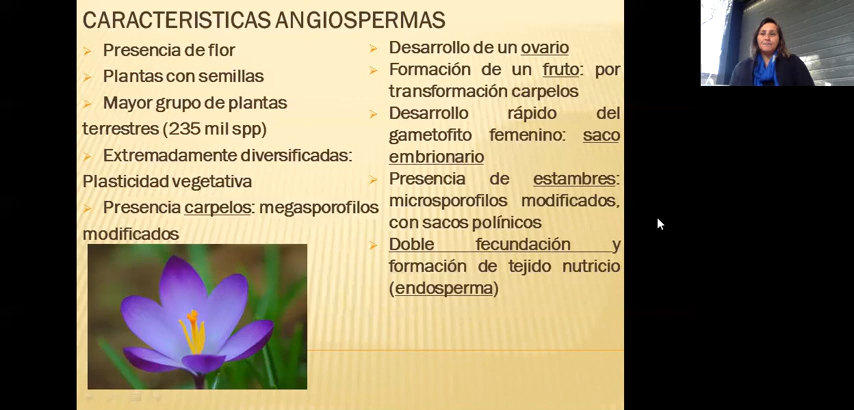 CARACTERISTICAS ANGIOSPERMAS
Presencia de flor
Plantas con semillas
Mayor grupo de plantas
terrestres (235 mil spp)
Extremadamente diversificadas:
Plasticidad vegetativa
Presencia carpelos: megasporofilos
modificados
Desarrollo de un ovario
Formación de un fruto: por
transformación carpelos
Desarrollo rápido del
gametofito femenino: saco
embrionario
Presencia de estambres:
microsporofilos modificados,
con sacos polínicos
Doble fecundación y
formación de tejido nutricio
(endosperma)